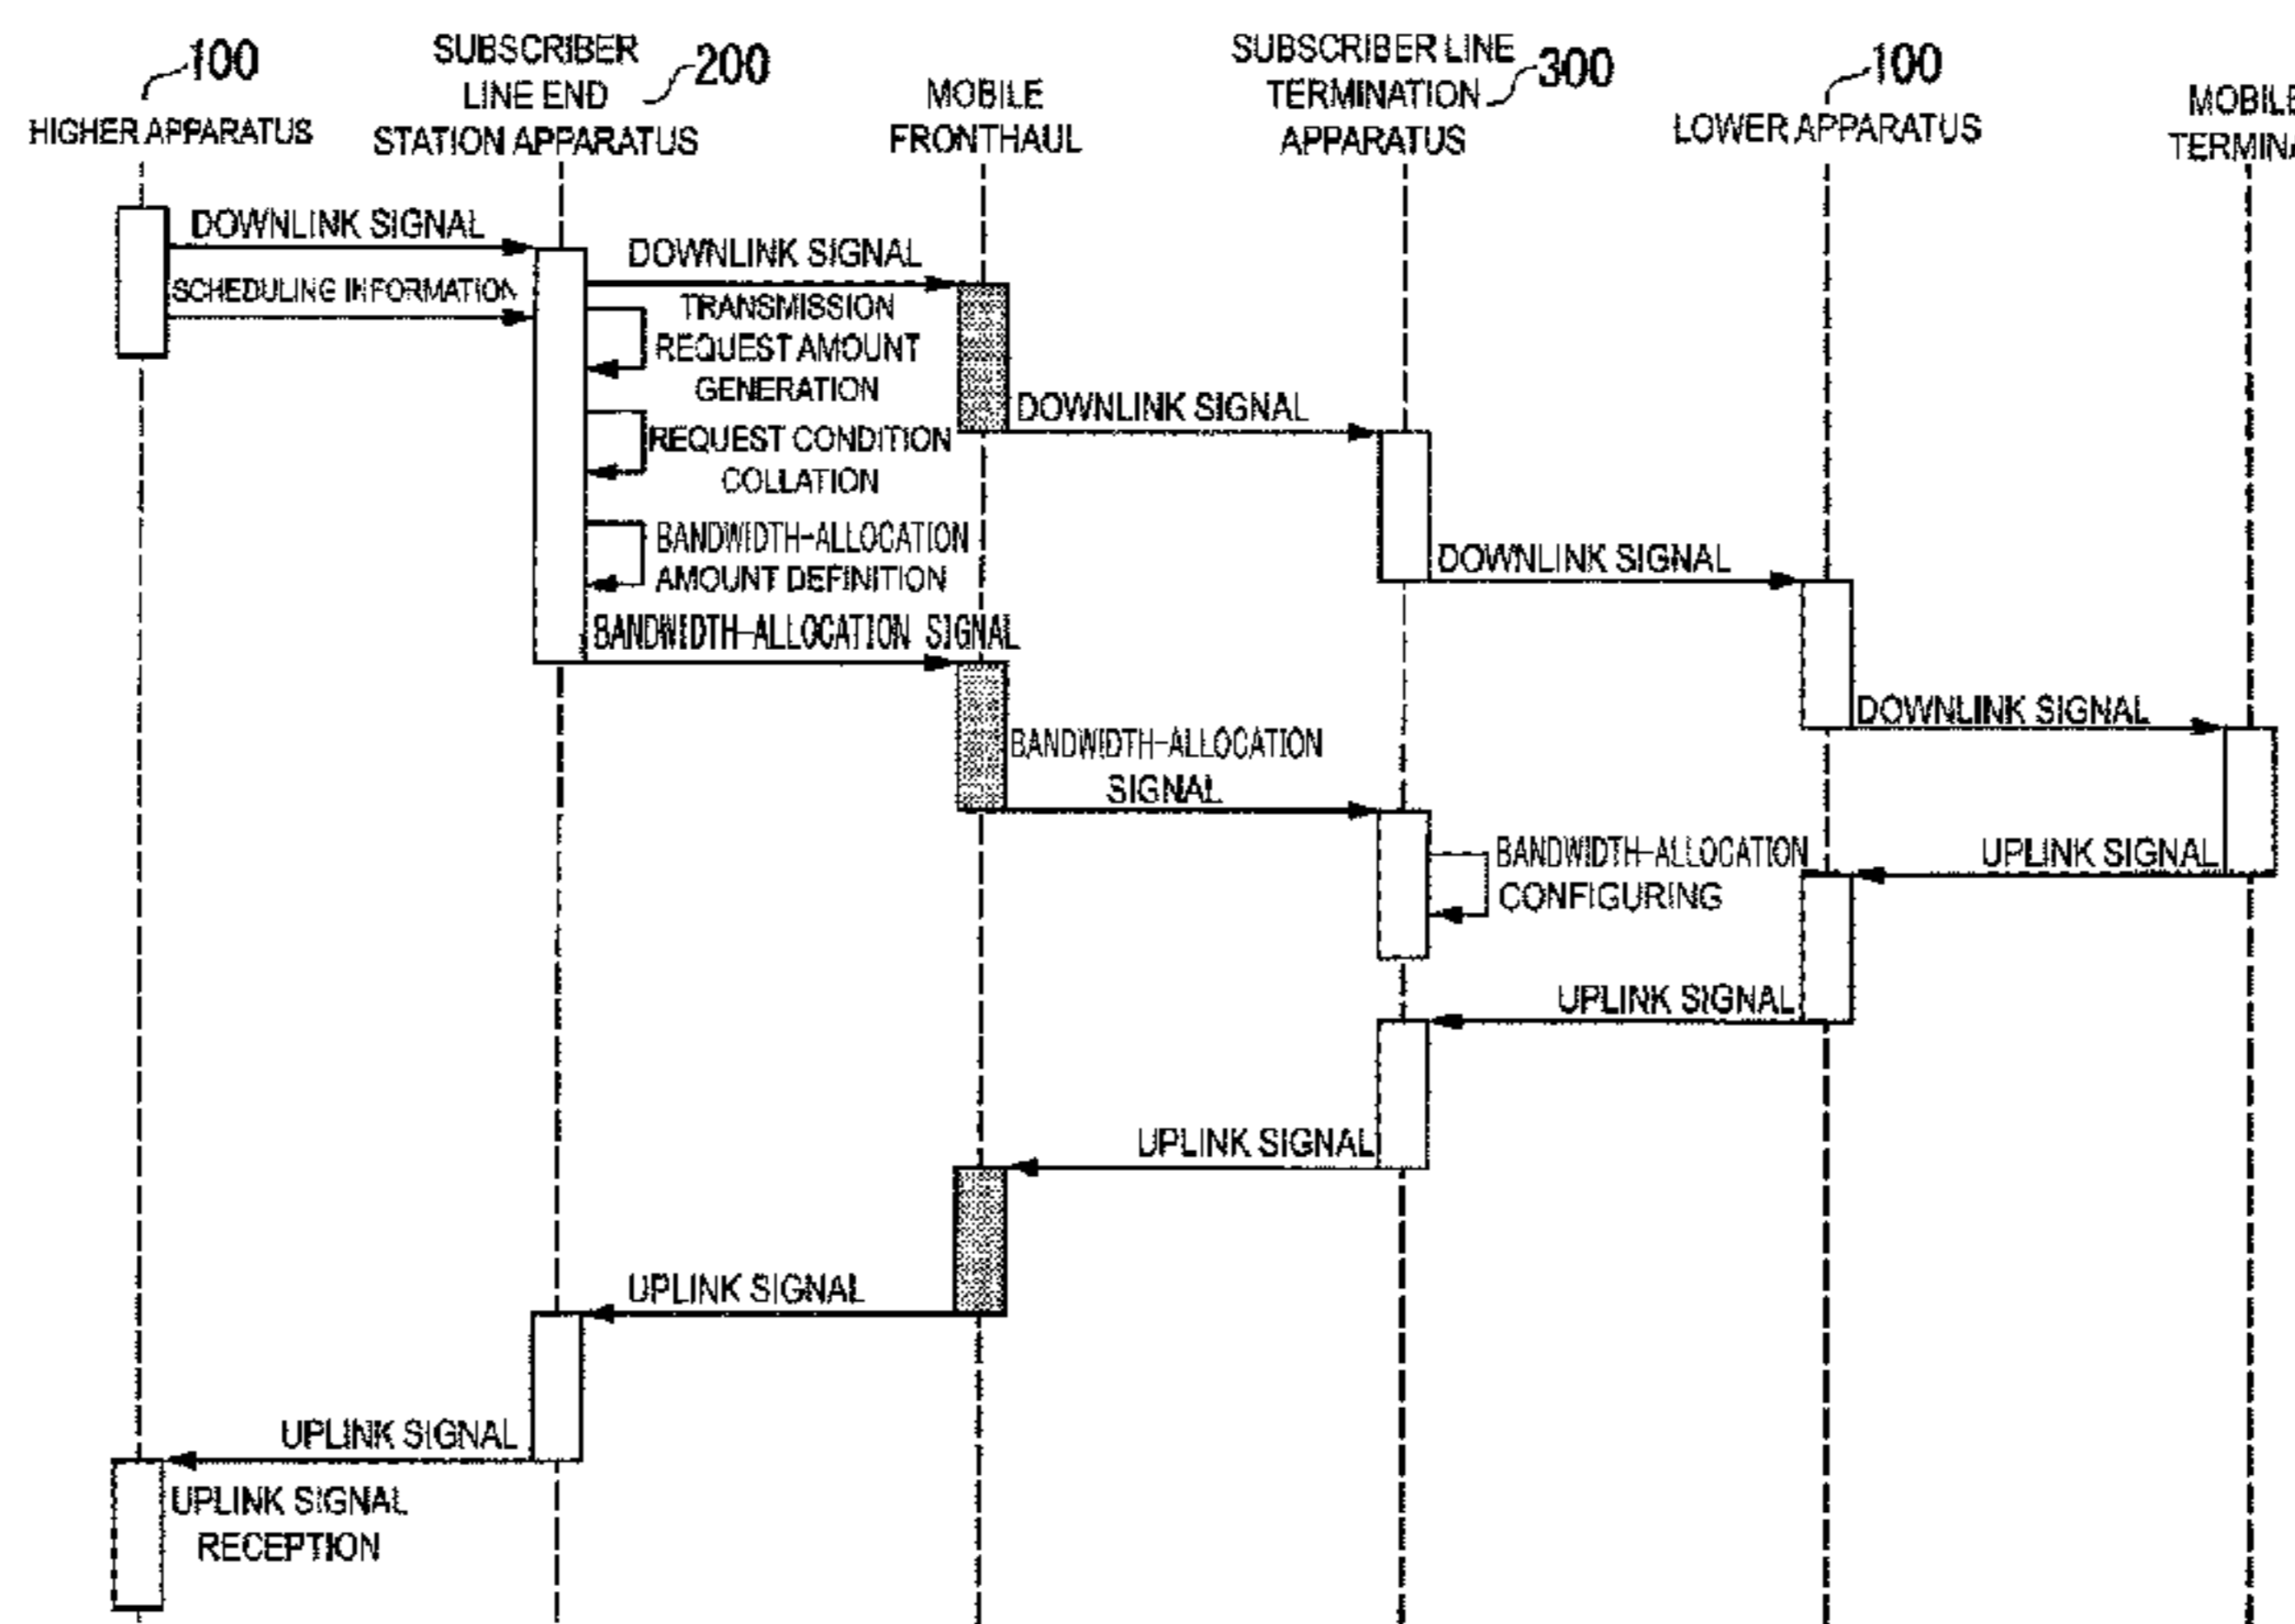 100
HIGHER APPARATUS
SUBSCRIBER
LINE END
STATION APPARATUS
200
MOBILE
FRONTHAUL
SUBSCRIBER LINE
TERMINATION
APPARATUS
300
100
LOWER APPARATUS
MOBILE
TERMINA
DOWNLINK SIGNAL
SCHEDULING INFORMATION
DOWNLINK SIGNAL
TRANSMISSION
REQUEST AMOUNT
GENERATION
REQUEST CONDITION
COLLATION
BANDWIDTH-ALLOCATION
AMOUNT DEFINITION
BANDWIDTH-ALLOCATION SIGNAL
DOWNLINK SIGNAL
DOWNLINK SIGNAL
DOWNLINK SIGNAL
BANDWIDTH-ALLOCATION
SIGNAL
BANDWIDTH-ALLOCATION
CONFIGURING
UPLINK SIGNAL
UPLINK SIGNAL
UPLINK SIGNAL
UPLINK SIGNAL
UPLINK SIGNAL
UPLINK SIGNAL
RECEPTION